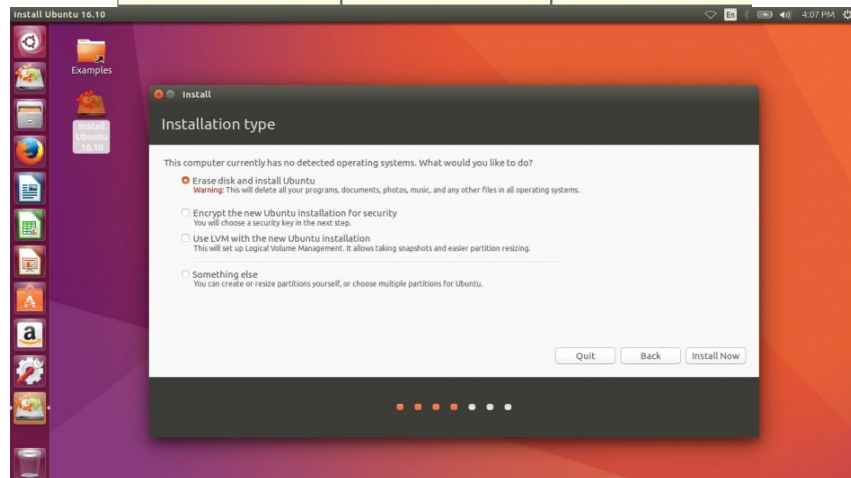 Install Ubuntu 16.10
En
4:07 PM
Examples
Install
Ubuntu
16.10
Install
Installation type
This computer currently has no detected operating systems. What would you like to do?
Erase disk and install Ubuntu
Warning: This will delete all your programs, documents, photos, music, and any other files in all operating systems.
Encrypt the new Ubuntu installation for security
You will choose a security key in the next step.
Use LVM with the new Ubuntu installation
This will set up Logical Volume Management. It allows taking snapshots and easier partition resizing.
Something else
You can create or resize partitions yourself, or choose multiple partitions for Ubuntu.
Quit
Back
Install Now
a